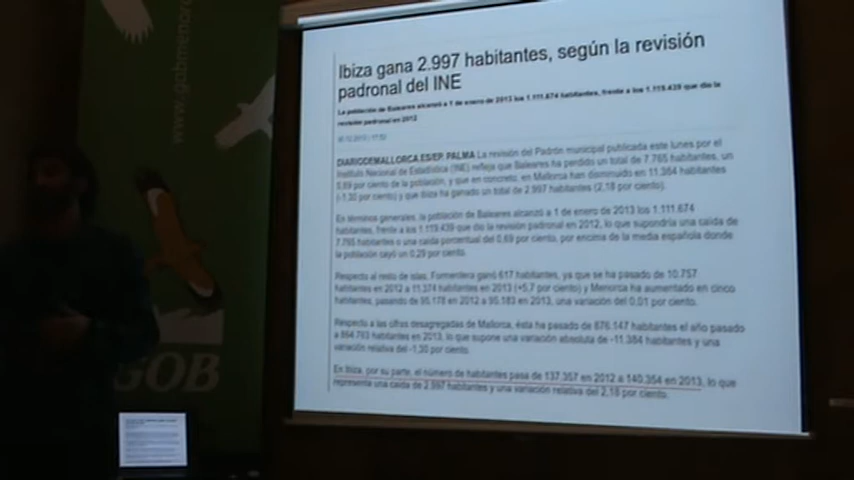 www.gobmenorca
GOB
Ibiza gana 2.997 habitantes, según la revisión
padronal del INE
La población de Baleares alcanzó a 1 de enero de 2013 los 1.111.674 habitantes, frente a los 1.119.439 que dio la
revisión padronal en 2012
DIARIODEMALLORCA.ES/EP. PALMA La revisión del Padrón municipal publicada este lunes por el
Instituto Nacional de Estadística (INE) refleja que Baleares ha perdido un total de 7.765 habitantes, un
0,69 por ciento de la población, y que en concreto, en Mallorca han disminuido en 11.384 habitantes
(-1,30 por ciento) y que Ibiza ha ganado un total de 2.997 habitantes (2,18 por ciento).
En términos generales, la población de Baleares alcanzó a 1 de enero de 2013 los 1.111.674
habitantes, frente a los 1.119.439 que dio la revisión padronal en 2012, lo que supondría una caída de
7.765 habitantes o una caída porcentual del 0,69 por ciento, por encima de la media española donde
la población cayó un 0,29 por ciento.
Respecto al resto de islas, Formentera ganó 617 habitantes, ya que se ha pasado de 10.757
habitantes en 2012 a 11.374 habitantes en 2013 (+5,7 por ciento) y Menorca ha aumentado en cinco
habitantes, pasando de 95.178 en 2012 a 95.183 en 2013, una variación del 0,01 por ciento.
Respecto a las cifras desagregadas de Mallorca, ésta ha pasado de 876.147 habitantes el año pasado
a 864.763 habitantes en 2013, lo que supone una variación absoluta de -11.384 habitantes y una
variación relativa del -1,30 por ciento.
En Ibiza, por su parte, el número de habitantes pasa de 137.357 en 2012 a 140.354 en 2013, lo que
representa una caída de 2.997 habitantes y una variación relativa del 2,18 por ciento.